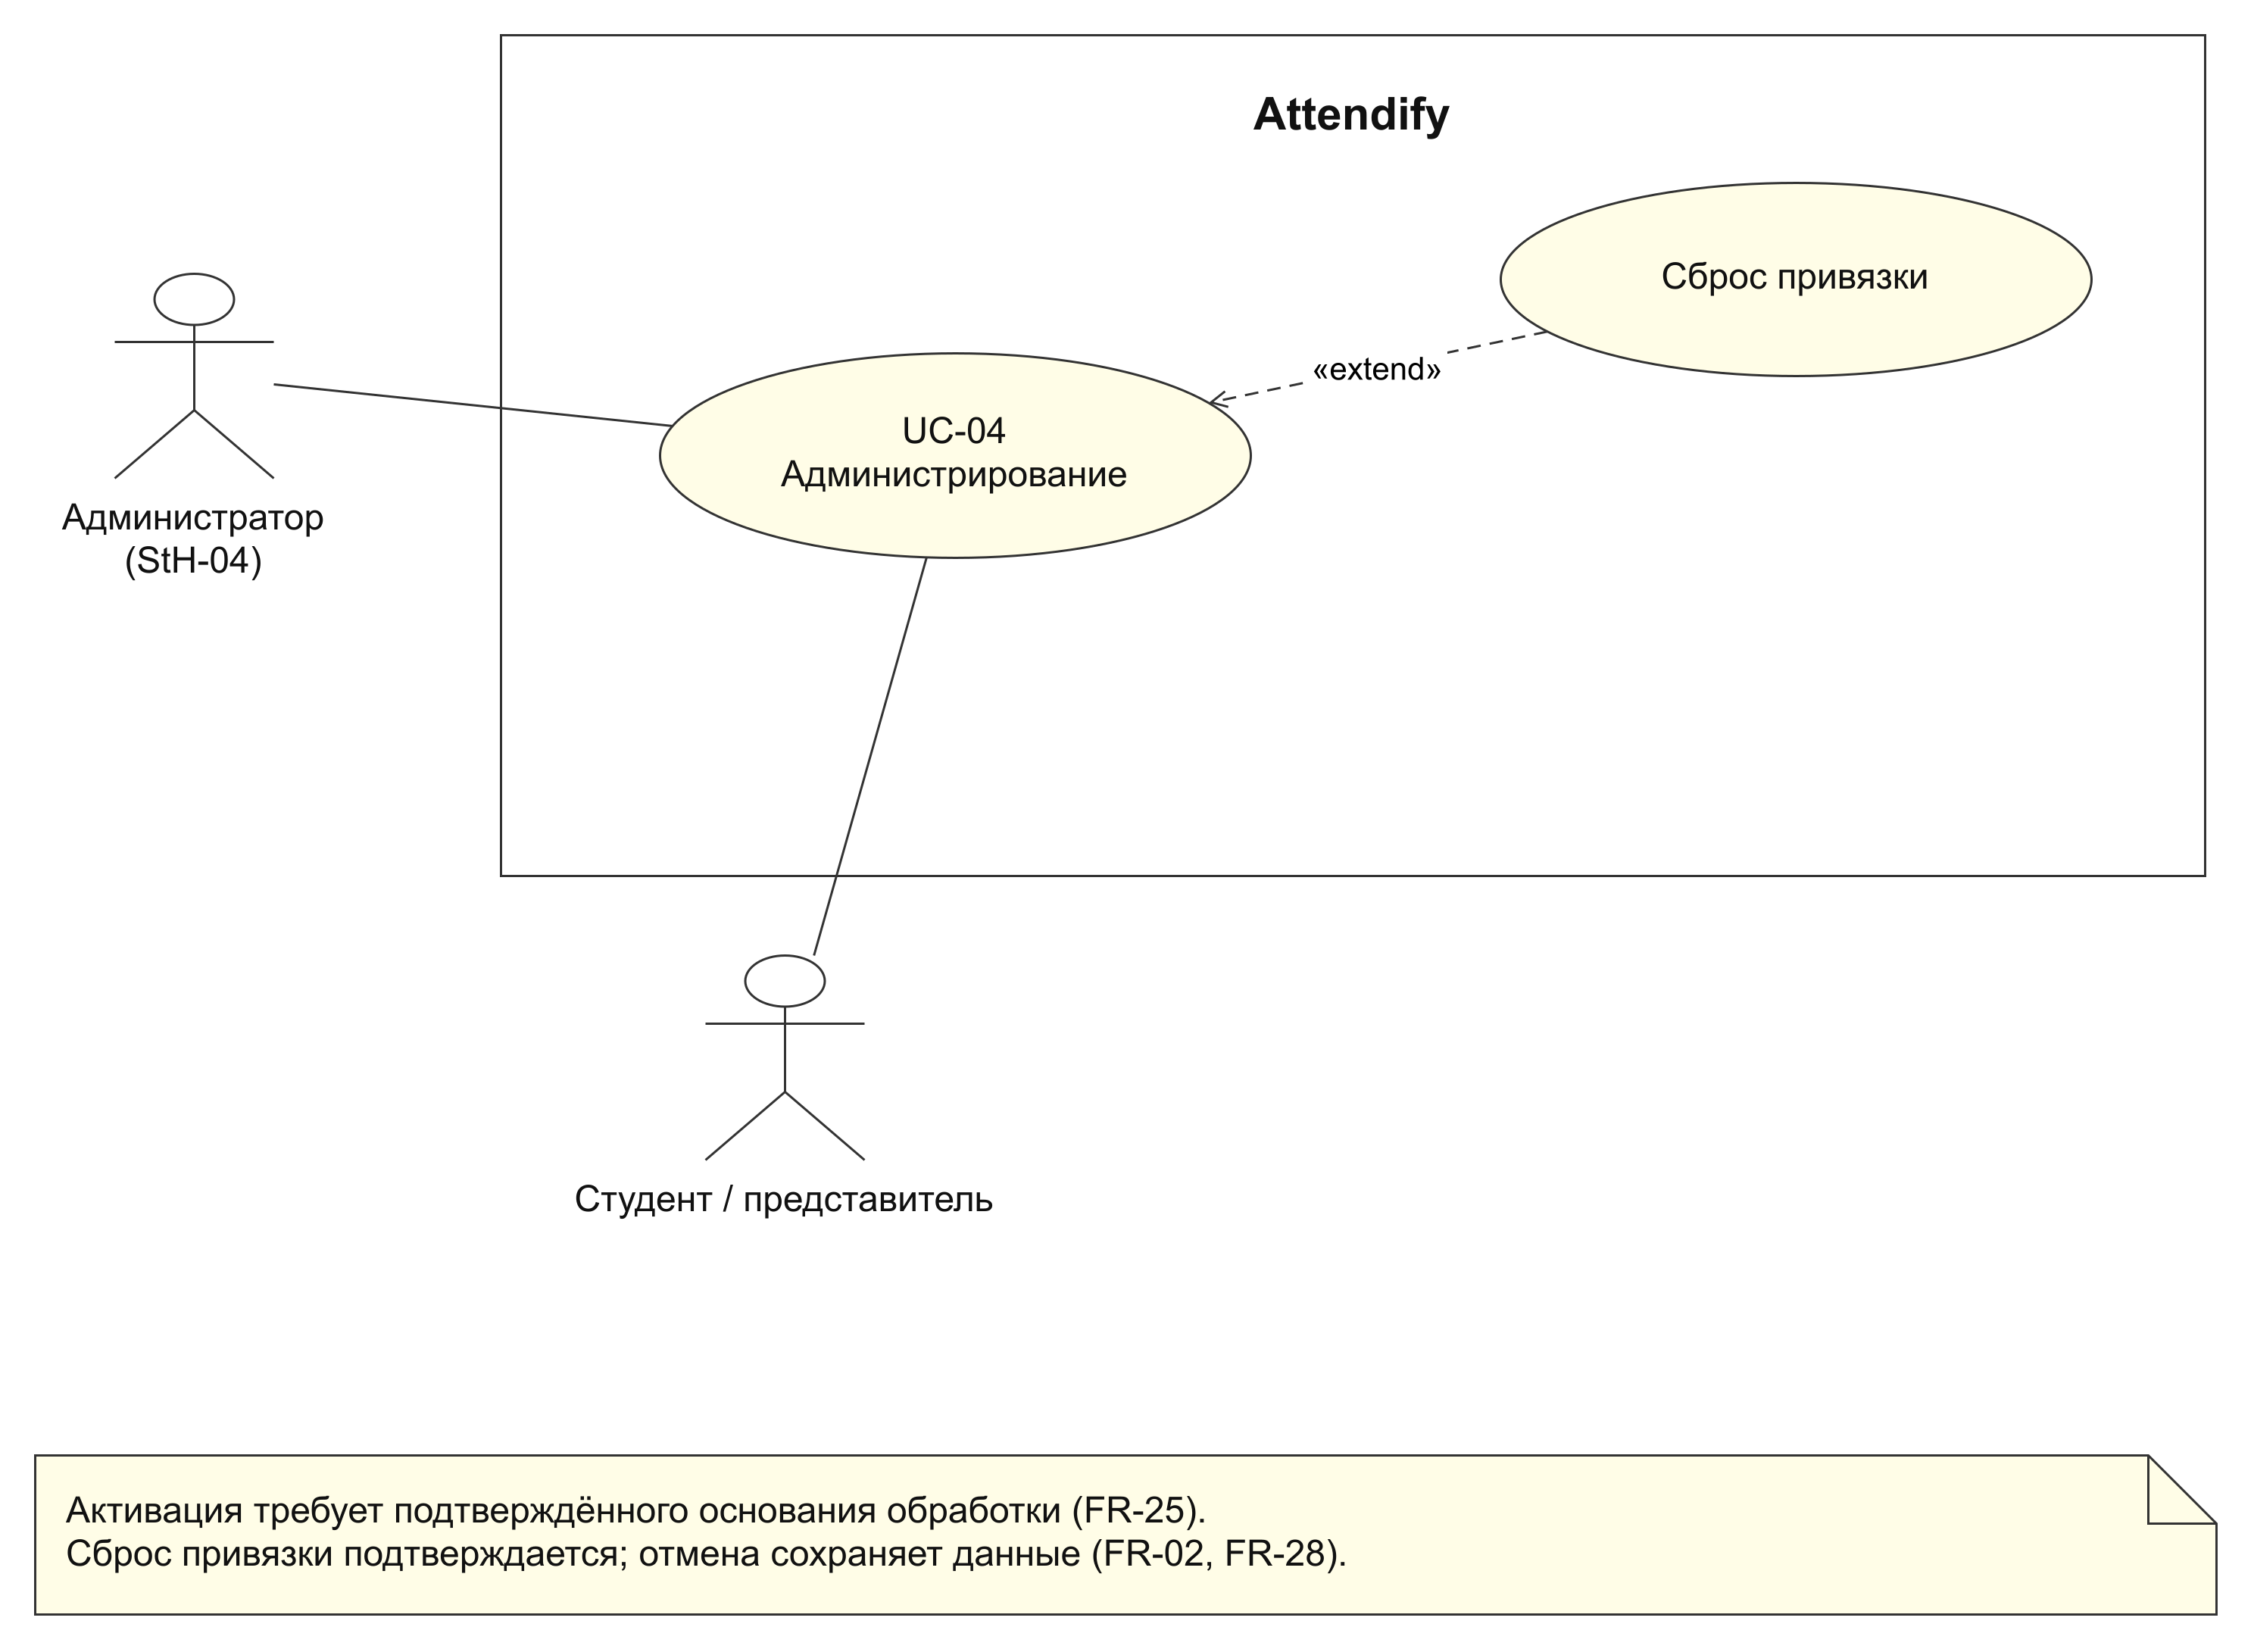 Attendify
Сброс привязки
«extend»
UC-04
Администрирование
Администратор
(StH-04)
Студент / представитель
Активация требует подтверждённого основания обработки (FR-25).
Сброс привязки подтверждается; отмена сохраняет данные (FR-02, FR-28).